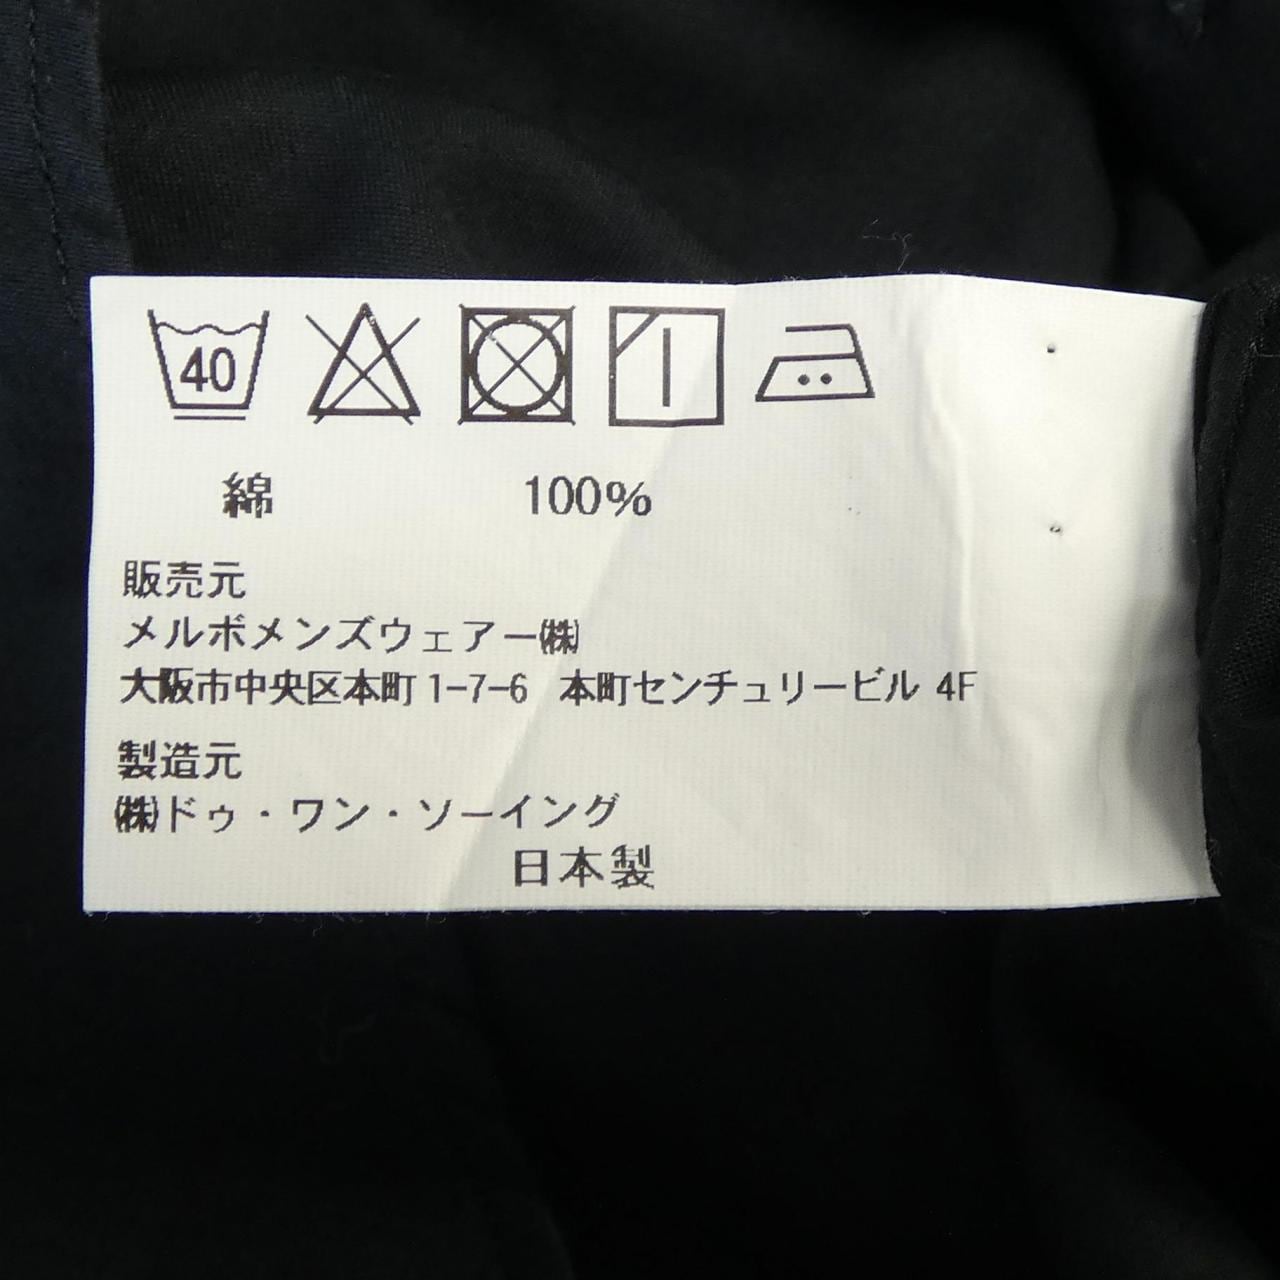 40
綿 100%
販売元
メルボメンズウェアー㈱
大阪市中央区本町1-7-6 本町センチュリービル 4F
製造元
㈱ドゥ・ワン・ソーイング
日本製